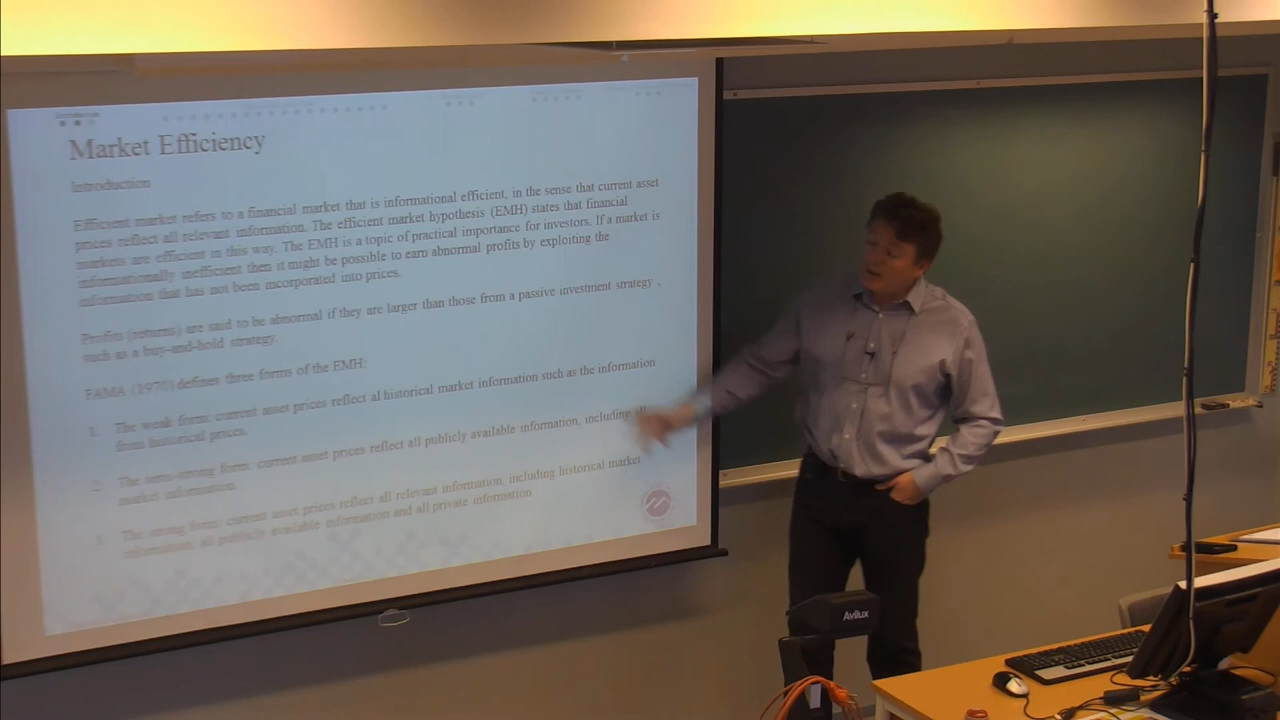 Introduction
Market Efficiency
Introduction
Efficient market refers to a financial market that is informational efficient, in the sense that current asset
prices reflect all relevant information. The efficient market hypothesis (EMH) states that financial
markets are efficient in this way. The EMH is a topic of practical importance for investors. If a market is
informationally inefficient then it might be possible to earn abnormal profits by exploiting the
information that has not been incorporated into prices.
Profits (returns) are said to be abnormal if they are larger than those from a passive investment strategy ,
such as a buy-and-hold strategy.
FAMA (1970) defines three forms of the EMH:
1. The weak form: current asset prices reflect al historical market information such as the information
from historical prices.
2. The semi-strong form: current asset prices reflect all publicly available information, including all
market information.
3. The strong form: current asset prices reflect all relevant information, including historical market
information, all publicly available information and all private information
Avilux